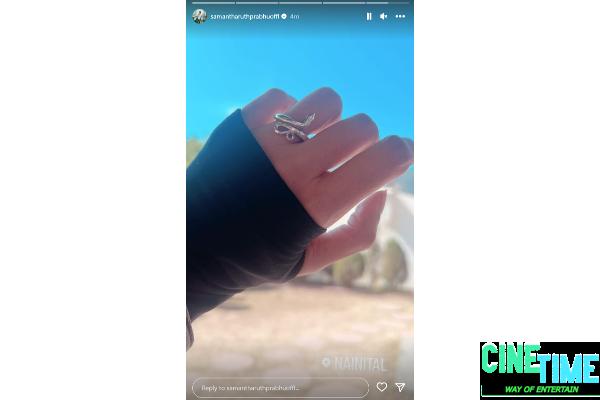 samantharuthprabhuoffl 4m
NAINITAL
Reply to samantharuthprabhuoffl...
CINE TIME
WAY OF ENTERTAIN